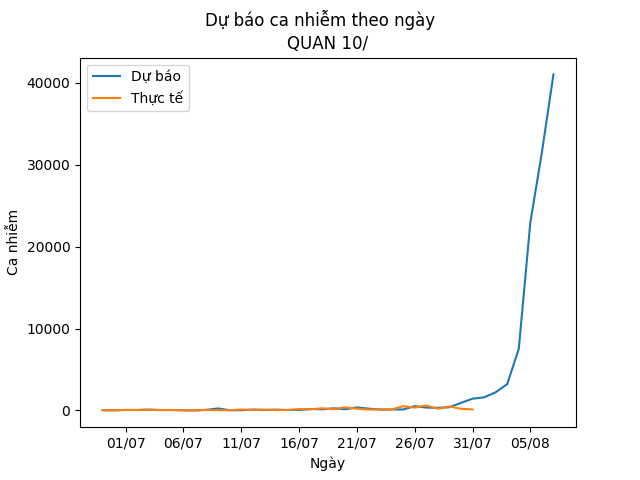 Dự báo ca nhiễm theo ngày
QUAN 10/
Dự báo
Thực tế
40000
30000
20000
10000
0
Ca nhiễm
01/07 06/07 11/07 16/07 21/07 26/07 31/07 05/08
Ngày